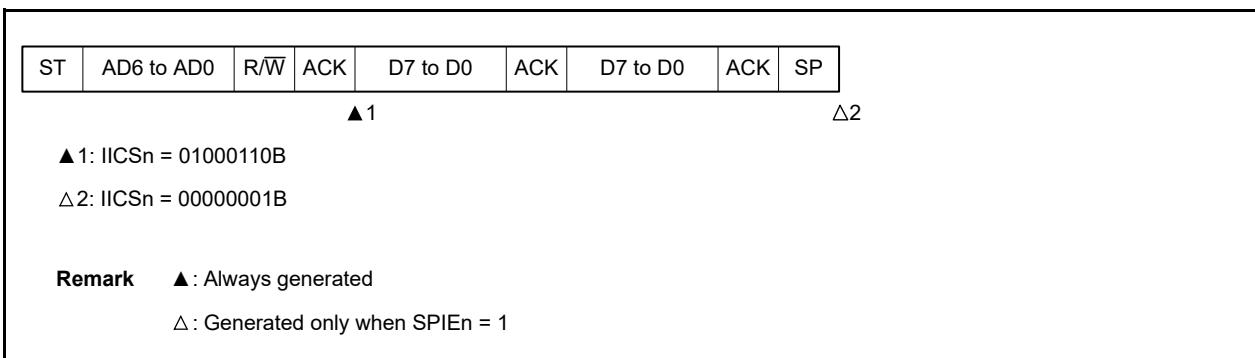 ST AD6 to AD0 R/W̅ ACK D7 to D0 ACK D7 to D0 ACK SP
▲1 △2
▲1: IICSn = 01000110B
△2: IICSn = 00000001B
Remark ▲: Always generated
△: Generated only when SPIEn = 1